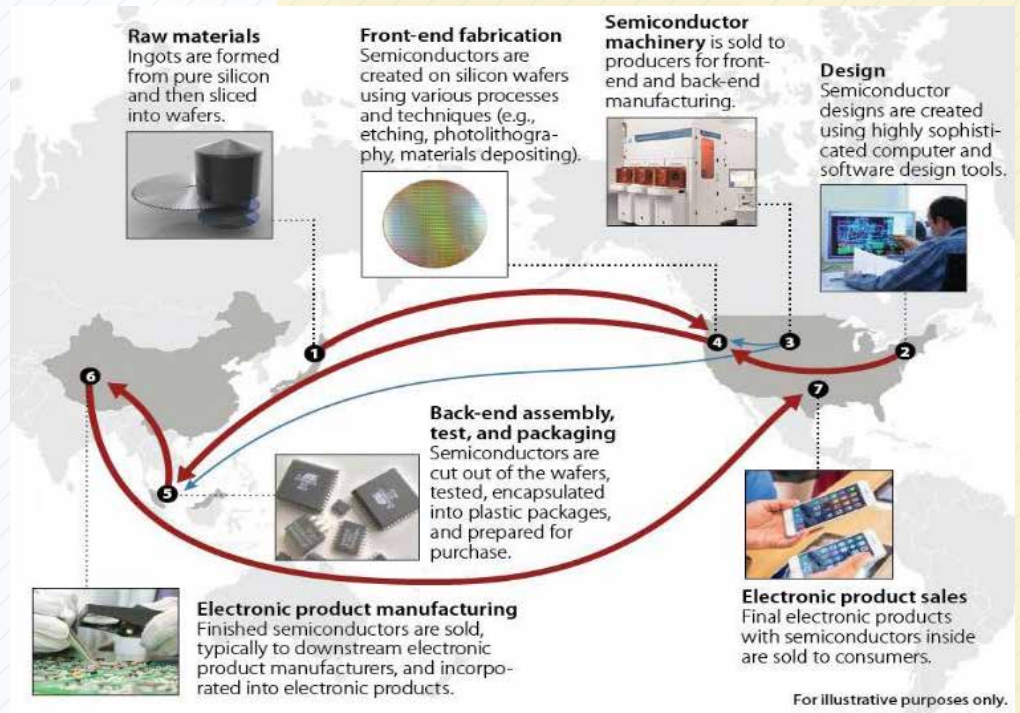 Raw materials
Ingots are formed
from pure silicon
and then sliced
into wafers.
Front-end fabrication
Semiconductors are
created on silicon wafers
using various processes
and techniques (e.g.,
etching, photolithogra-
phy, materials depositing).
Semiconductor
machinery is sold to
producers for front-
end and back-end
manufacturing.
Design
Semiconductor
designs are created
using highly sophisti-
cated computer and
software design tools.
1
4
3
2
6
7
5
Back-end assembly,
test, and packaging
Semiconductors are
cut out of the wafers,
tested, encapsulated
into plastic packages,
and prepared for
purchase.
Electronic product manufacturing
Finished semiconductors are sold,
typically to downstream electronic
product manufacturers, and incorpo-
rated into electronic products.
Electronic product sales
Final electronic products
with semiconductors inside
are sold to consumers.
For illustrative purposes only.